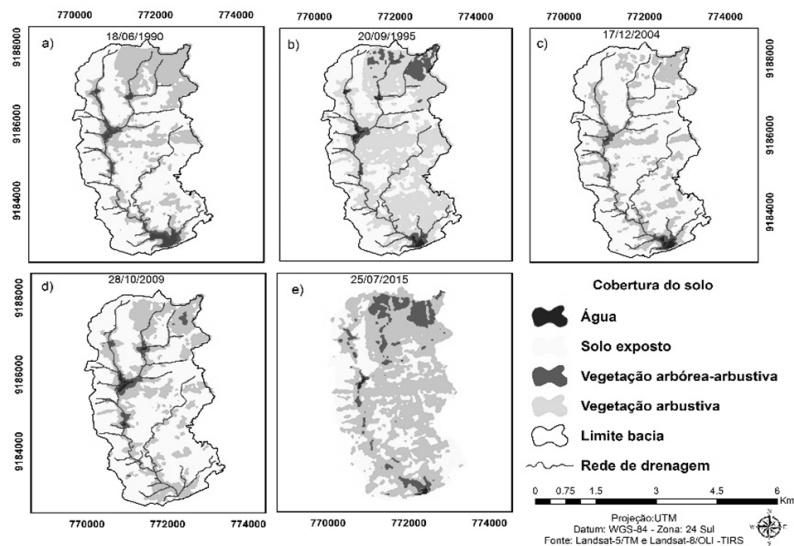 770000 772000 774000 770000 772000 774000 770000 772000 774000
a) 18/06/1990
b) 20/09/1995
c) 17/12/2004
9188000
9186000
9184000
9188000
9186000
9184000
d) 28/10/2009
e) 25/07/2015
9188000
9186000
9184000
770000 772000 774000 770000 772000 774000
Cobertura do solo
Água
Solo exposto
Vegetação arbórea-arbustiva
Vegetação arbustiva
Limite bacia
Rede de drenagem
0 0.75 1.5 3 4.5 6
Km
Projeção:UTM
Datum: WGS-84 - Zona: 24 Sul
Fonte: Landsat-5/TM e Landsat-8/OLI -TIRS
N
W E
S